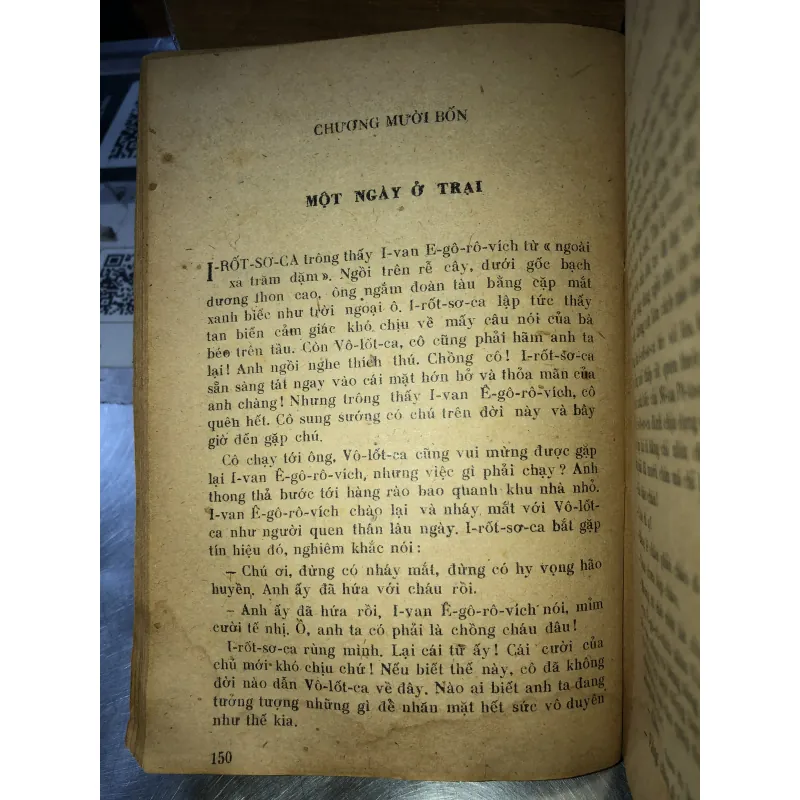 CHƯƠNG MƯỜI BỐN
MỘT NGÀY Ở TRẠI
I-RỐT-SƠ-CA trông thấy I-van E-gô-rô-vích từ « ngoài
xa trăm dặm ». Ngồi trên rễ cây, dưới gốc bạch
dương thon cao, ông ngắm đoàn tàu bằng cặp mắt
xanh biếc như trời ngoại ô. I-rốt-sơ-ca lập tức thấy
tan biến cảm giác khó chịu về mấy câu nói của bà
béo trên tầu. Còn Vô-lốt-ca, cô cũng phải hãm anh ta
lại! Anh ngồi nghe thích thú. Chồng cô! I-rốt-sơ-ca
sẵn sàng tát ngay vào cái mặt hớn hở và thỏa mãn của
anh chàng! Nhưng trông thấy I-van Ê-gô-rô-vích, cô
quên hết. Cô sung sướng có chú trên đời này và bây
giờ đến gặp chú.
Cô chạy tới ông. Vô-lốt-ca cũng vui mừng được gặp
lại I-van Ê-gô-rô-vích, nhưng việc gì phải chạy? Anh
thong thả bước tới hàng rào bao quanh khu nhà nhỏ.
I-van Ê-gô-rô-vích chào lại và nháy mắt với Vô-lốt-
ca như người quen thân lâu ngày. I-rốt-sơ-ca bắt gặp
tín hiệu đó, nghiêm khắc nói :
— Chú ơi, đừng có nháy mắt, đừng có hy vọng hão
huyền. Anh ấy đã hứa với cháu rồi.
— Anh ấy đã hứa rồi, I-van Ê-gô-rô-vích nói, mỉm
cười tế nhị. Ồ, anh ta có phải là chồng cháu đâu!
I-rốt-sơ-ca rùng mình. Lại cái từ ấy! Cái cười của
chú mới khó chịu chứ! Nếu biết thế này, cô đã không
đời nào dẫn Vô-lốt-ca về đây. Nào ai biết anh ta đang
tưởng tượng những gì để nhăn mặt hết sức vô duyên
như thế kia.
150